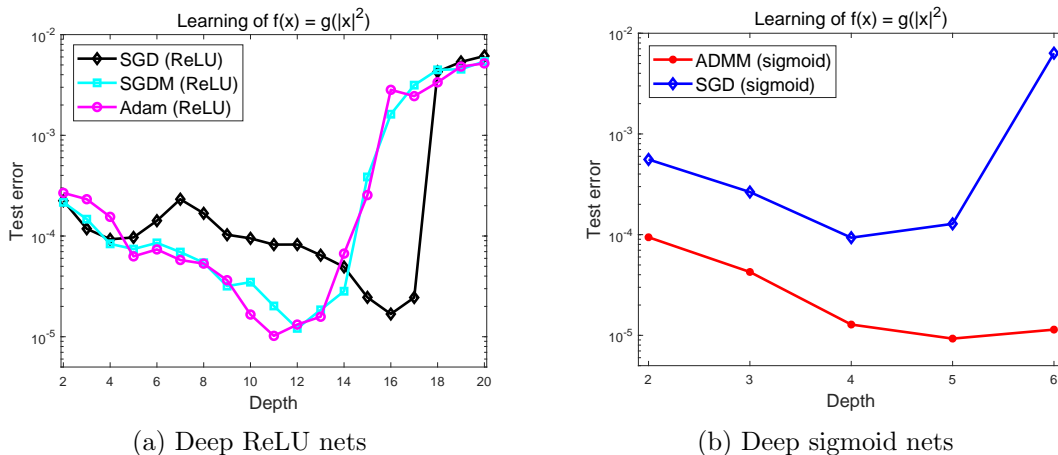 Learning of f(x) = g(|x|²)
10⁻²
SGD (ReLU)
SGDM (ReLU)
Adam (ReLU)
10⁻³
10⁻⁴
10⁻⁵
Test error
2 4 6 8 10 12 14 16 18 20
Depth
(a) Deep ReLU nets
Learning of f(x) = g(|x|²)
10⁻²
ADMM (sigmoid)
SGD (sigmoid)
10⁻³
10⁻⁴
10⁻⁵
Test error
2 3 4 5 6
Depth
(b) Deep sigmoid nets